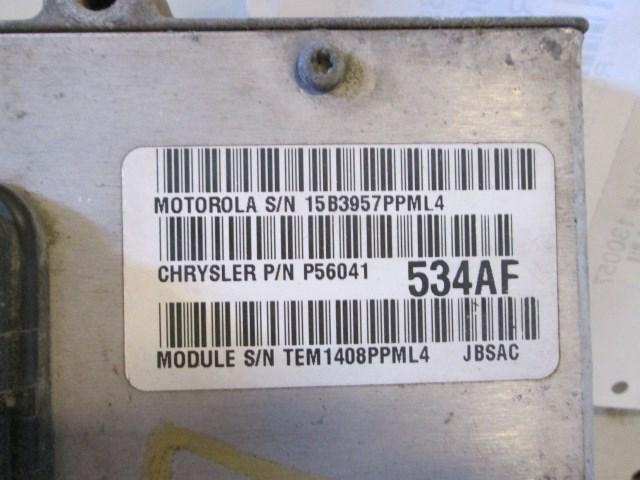 MOTOROLA S/N 15B3957PPML4
CHRYSLER P/N P56041 534AF
MODULE S/N TEM1408PPML4 JBSAC